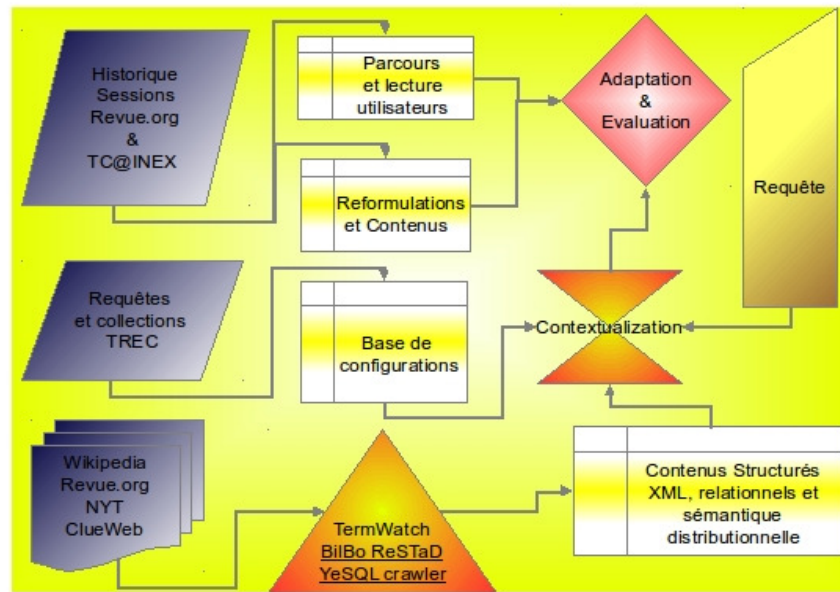 Historique
Sessions
Revue.org
&
TC@INEX
Parcours
et lecture
utilisateurs
Adaptation
&
Evaluation
Requête
Reformulations
et Contenus
Requêtes
et collections
TREC
Base de
configurations
Contextualization
Wikipedia
Revue.org
NYT
ClueWeb
TermWatch
BilBo ReSTaD
YeSQL crawler
Contenus Structurés
XML, relationnels et
sémantique
distributionnelle